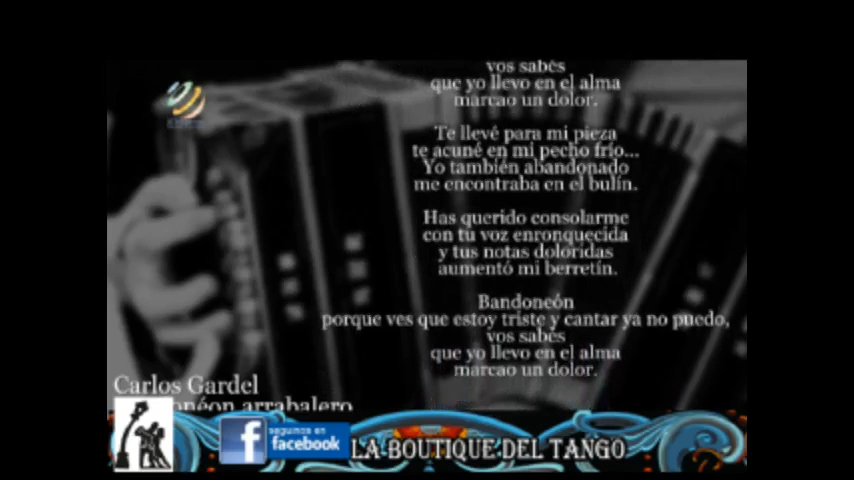 vos sabés
que yo llevo en el alma
marcao un dolor.
Te llevé para mi pieza
te acuné en mi pecho frío...
Yo también abandonado
me encontraba en el bulín.
Has querido consolarme
con tu voz enronquecida
y tus notas doloridas
aumentó mi berretín.
Bandoneón
porque ves que estoy triste y cantar ya no puedo,
vos sabés
que yo llevo en el alma
marcao un dolor.
Carlos Gardel
onéon arrabalero
seguinos en
facebook
LA BOUTIQUE DEL TANGO